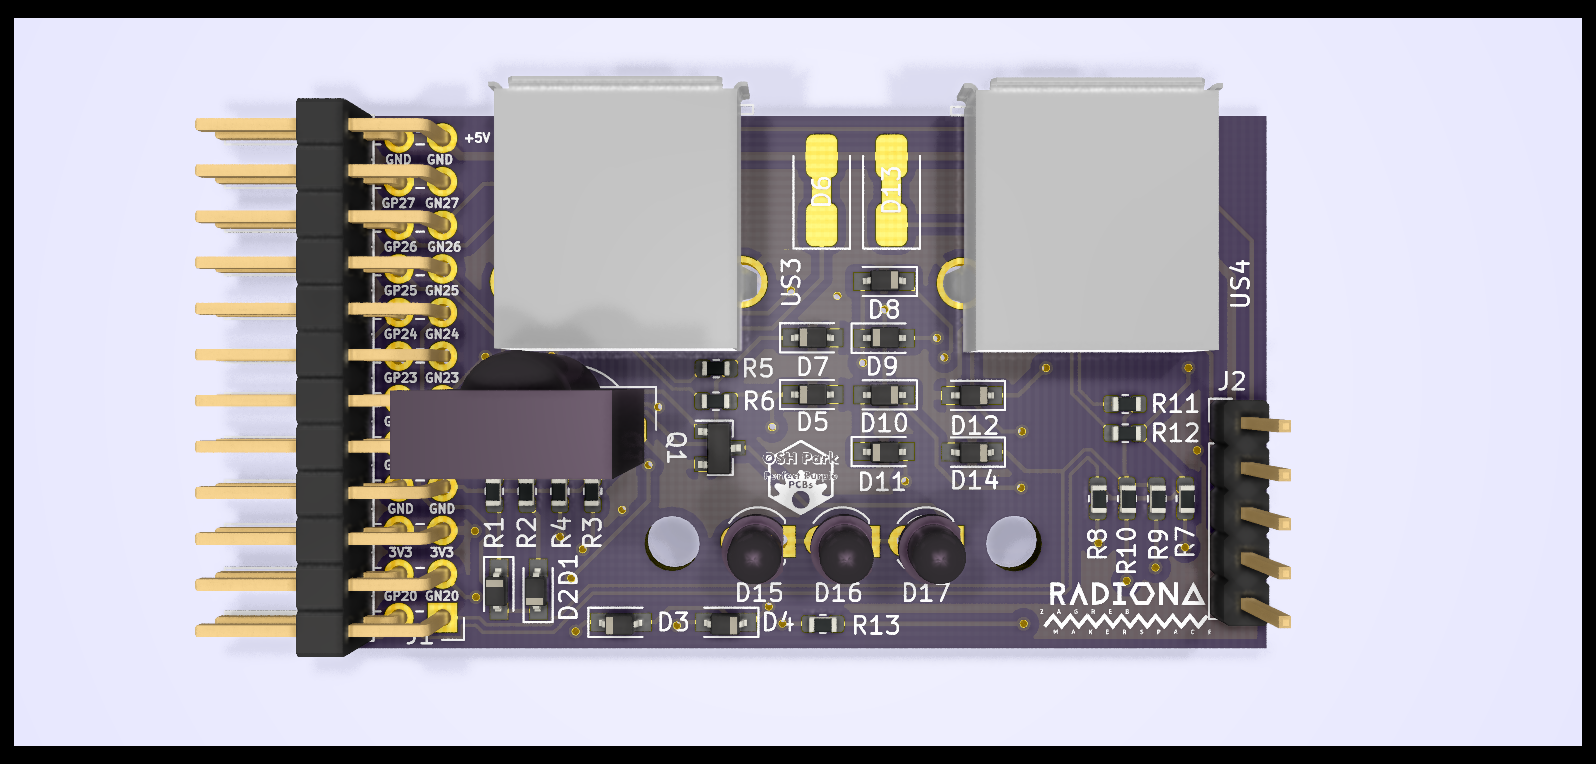 +5V
GND GND
GP27 GN27
GP26 GN26
GP25 GN25
GP24 GN24
GP23 GN23
GND GND
3V3 3V3
GP20 GN20
J1
D6
D13
US3
US4
D8
D7
D9
R5
R6
D5
D10
D12
J2
R11
R12
Q1
D11
D14
OSH Park
Perfect Purple
PCBs
R1
R2
R4
R3
D1
D2
D15
D16
D17
R8
R10
R9
R7
D3
D4
R13
RADIONA
ZAGREB
MAKERSPACE